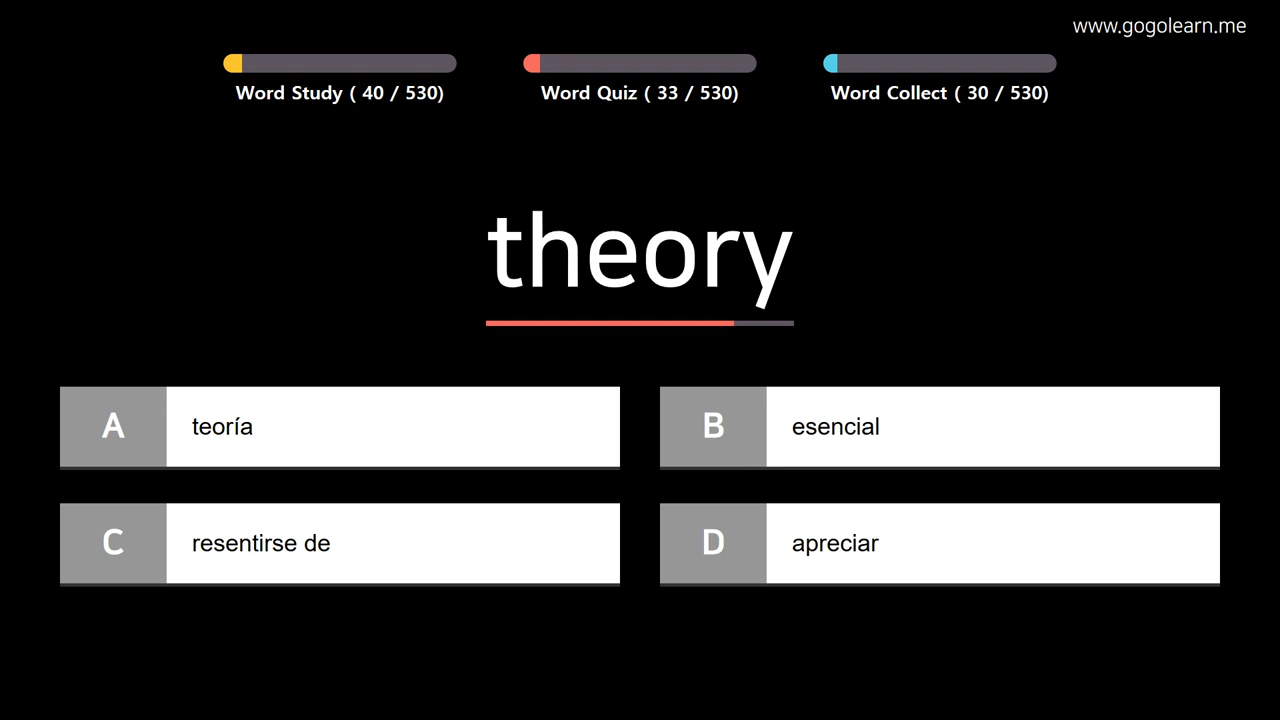 www.gogolearn.me
Word Study ( 40 / 530)
Word Quiz ( 33 / 530)
Word Collect ( 30 / 530)
theory
A
teoría
B
esencial
C
resentirse de
D
apreciar